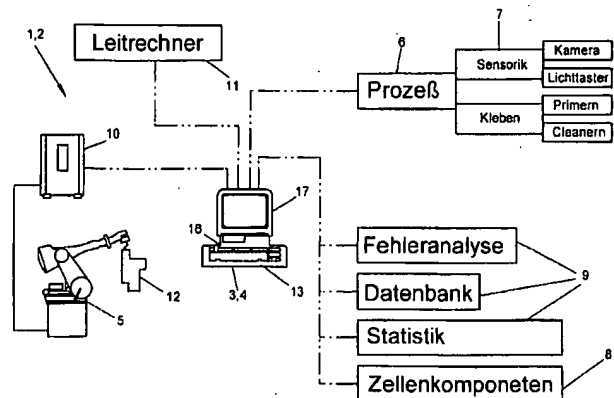 1,2
Leitrechner
11
6
Prozeß
7
Sensorik
Kamera
Lichttaster
Kleben
Primern
Cleanern
10
17
18
3,4
13
5
12
Fehleranalyse
Datenbank
Statistik
9
Zellenkomponeten
8